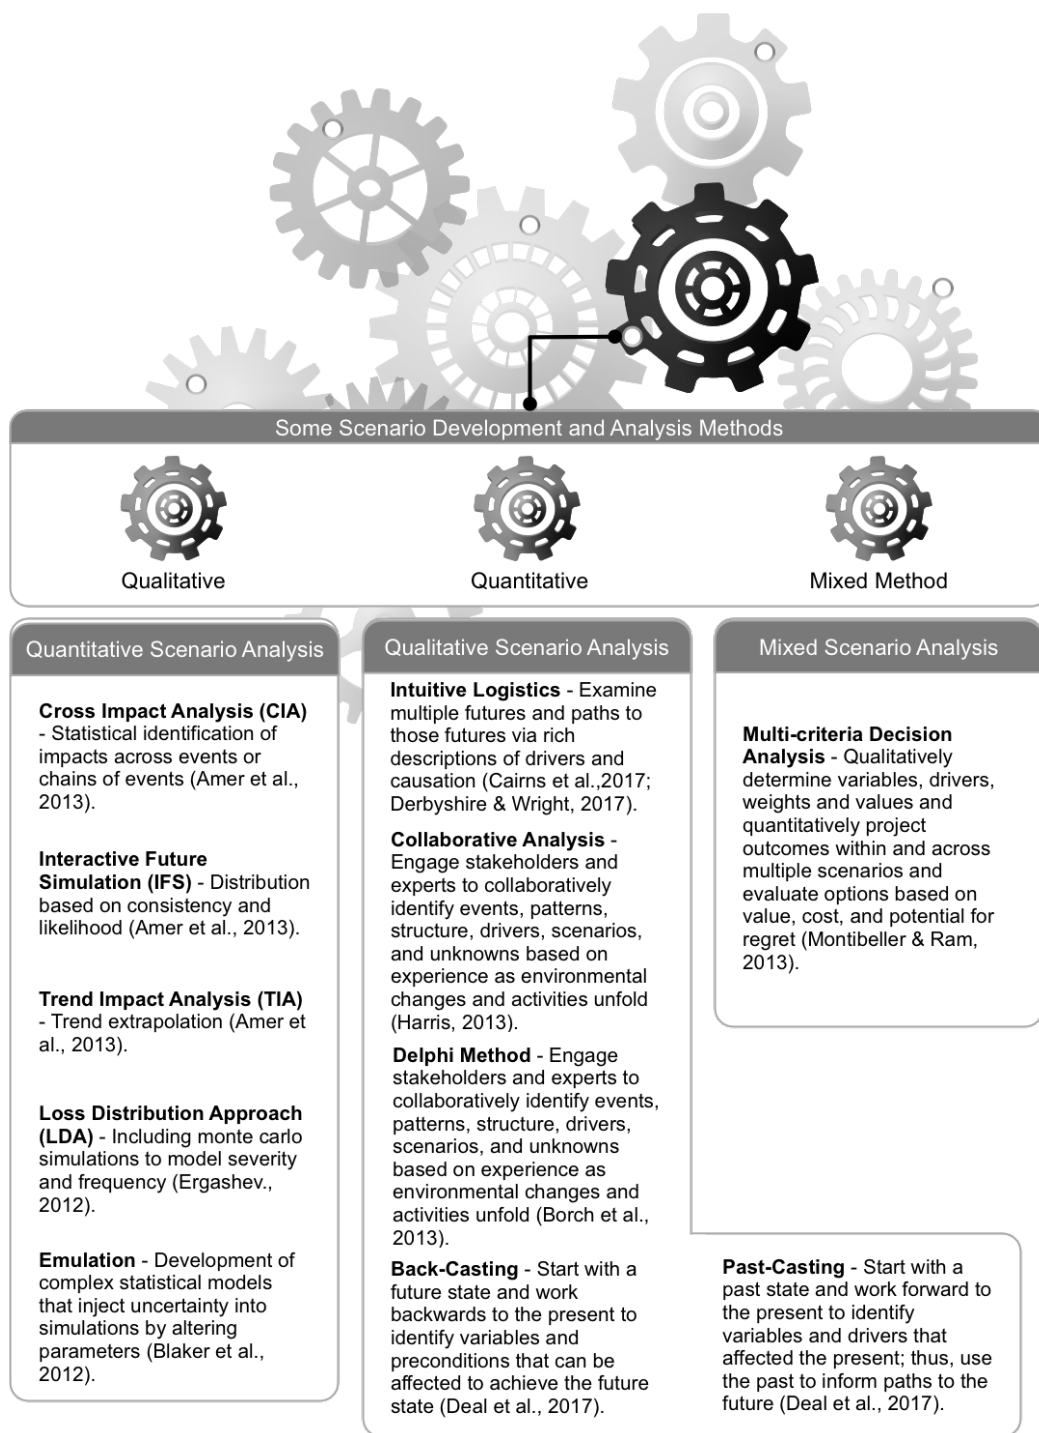 Some Scenario Development and Analysis Methods
Qualitative
Quantitative
Mixed Method
Quantitative Scenario Analysis
Cross Impact Analysis (CIA)
- Statistical identification of
impacts across events or
chains of events (Amer et al.,
2013).
Interactive Future
Simulation (IFS) - Distribution
based on consistency and
likelihood (Amer et al., 2013).
Trend Impact Analysis (TIA)
- Trend extrapolation (Amer et
al., 2013).
Loss Distribution Approach
(LDA) - Including monte carlo
simulations to model severity
and frequency (Ergashev.,
2012).
Emulation - Development of
complex statistical models
that inject uncertainty into
simulations by altering
parameters (Blaker et al.,
2012).
Qualitative Scenario Analysis
Intuitive Logistics - Examine
multiple futures and paths to
those futures via rich
descriptions of drivers and
causation (Cairns et al.,2017;
Derbyshire & Wright, 2017).
Collaborative Analysis -
Engage stakeholders and
experts to collaboratively
identify events, patterns,
structure, drivers, scenarios,
and unknowns based on
experience as environmental
changes and activities unfold
(Harris, 2013).
Delphi Method - Engage
stakeholders and experts to
collaboratively identify events,
patterns, structure, drivers,
scenarios, and unknowns
based on experience as
environmental changes and
activities unfold (Borch et al.,
2013).
Back-Casting - Start with a
future state and work
backwards to the present to
identify variables and
preconditions that can be
affected to achieve the future
state (Deal et al., 2017).
Past-Casting - Start with a
past state and work forward to
the present to identify
variables and drivers that
affected the present; thus, use
the past to inform paths to the
future (Deal et al., 2017).
Mixed Scenario Analysis
Multi-criteria Decision
Analysis - Qualitatively
determine variables, drivers,
weights and values and
quantitatively project
outcomes within and across
multiple scenarios and
evaluate options based on
value, cost, and potential for
regret (Montibeller & Ram,
2013).